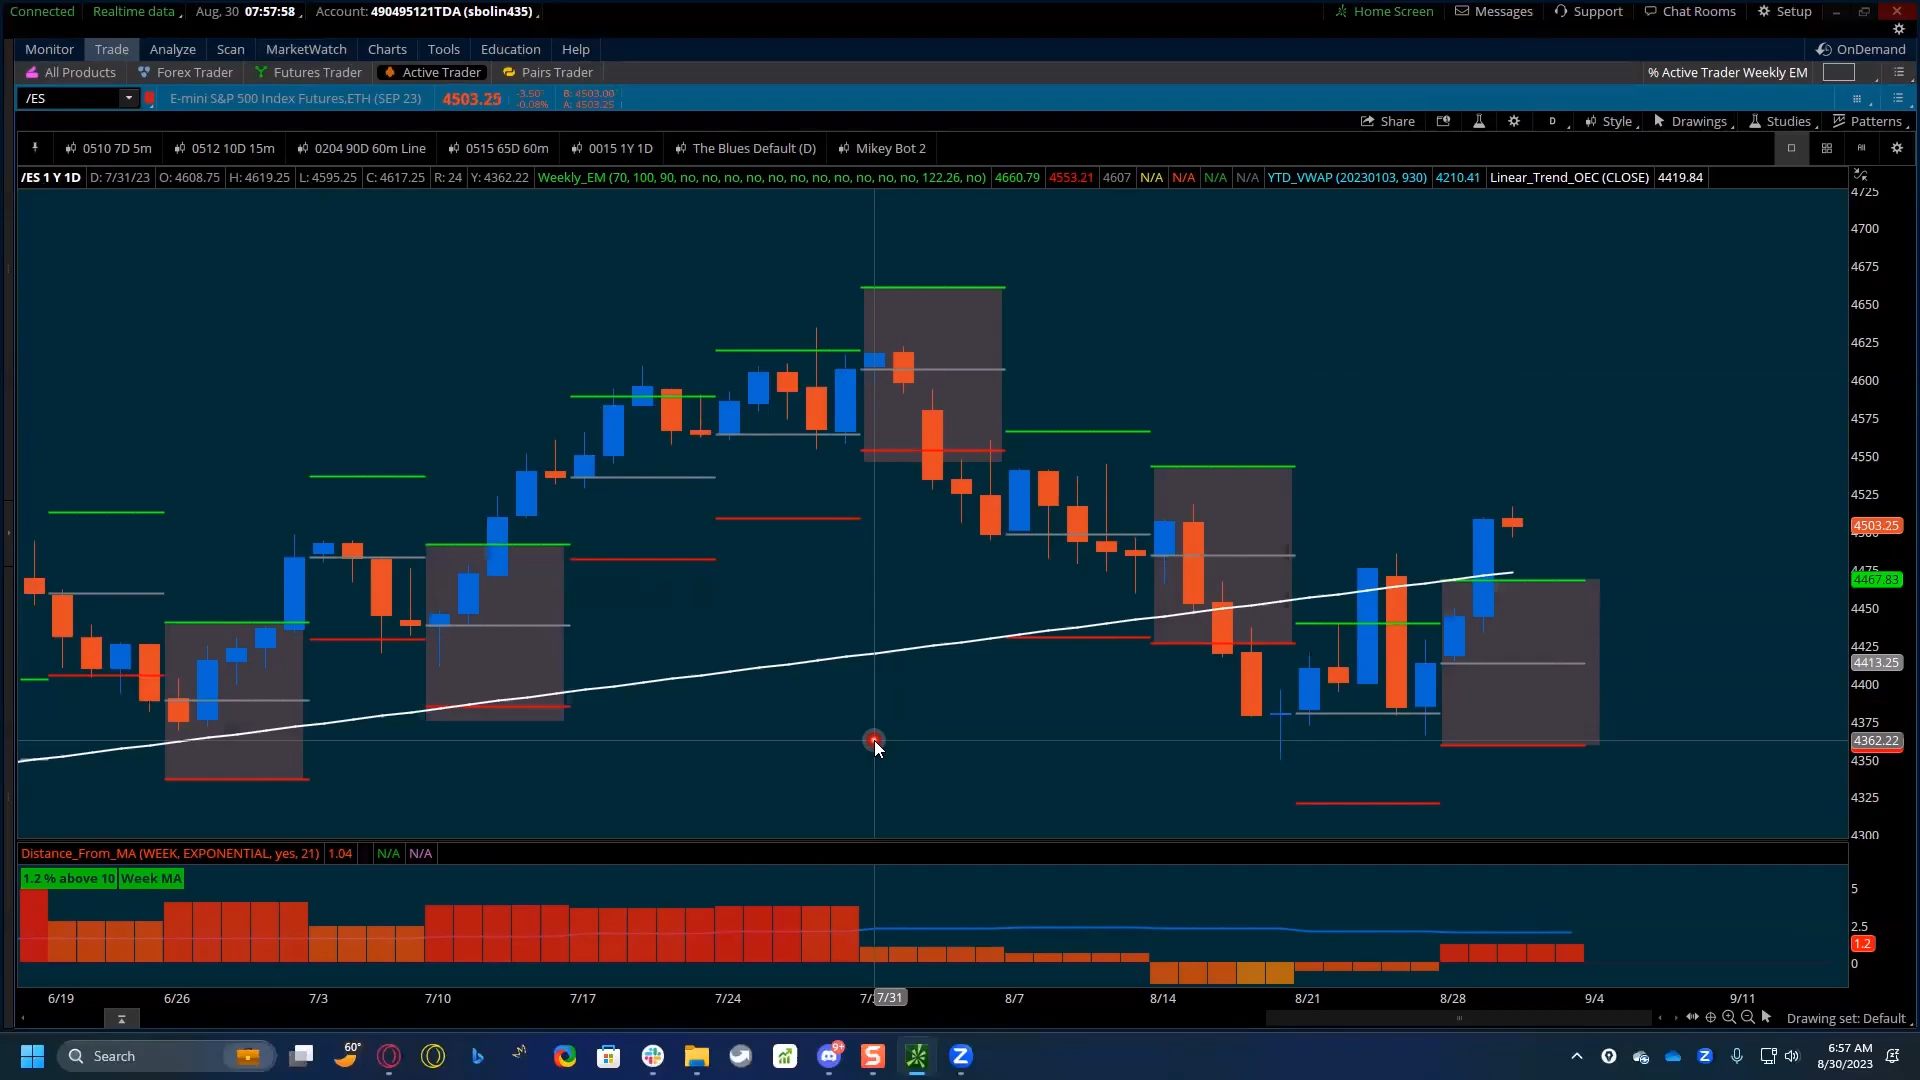 Connected Realtime data Aug, 30 07:57:58 Account: 490495121TDA (sbolin435) Home Screen Messages Support Chat Rooms Setup
Monitor Trade Analyze Scan MarketWatch Charts Tools Education Help OnDemand
All Products Forex Trader Futures Trader Active Trader Pairs Trader % Active Trader Weekly EM
/ES E-mini S&P 500 Index Futures,ETH (SEP 23) 4503.25 -3.50 -0.08% B: 4503.00 A: 4503.25
Share D Style Drawings Studies Patterns
0510 7D 5m 0512 10D 15m 0204 90D 60m Line 0515 65D 60m 0015 1Y 1D The Blues Default (D) Mikey Bot 2
/ES 1 Y 1D D: 7/31/23 O: 4608.75 H: 4619.25 L: 4595.25 C: 4617.25 R: 24 Y: 4362.22 Weekly_EM (70, 100, 90, no, no, no, no, no, no, no, no, no, no, no, no, 122.26, no) 4660.79 4553.21 4607 N/A N/A N/A N/A YTD_VWAP (20230103, 930) 4210.41 Linear_Trend_OEC (CLOSE) 4419.84
4725
4700
4675
4650
4625
4600
4575
4550
4525
4503.25
4467.83
4450
4425
4413.25
4400
4375
4362.22
4350
4325
4300
Distance_From_MA (WEEK, EXPONENTIAL, yes, 21) 1.04 N/A N/A
1.2 % above 10 Week MA
5
2.5
1.2
0
6/19 6/26 7/3 7/10 7/17 7/24 7/31 8/7 8/14 8/21 8/28 9/4 9/11
Drawing set: Default
Search 60° 9+ 6:57 AM
8/30/2023